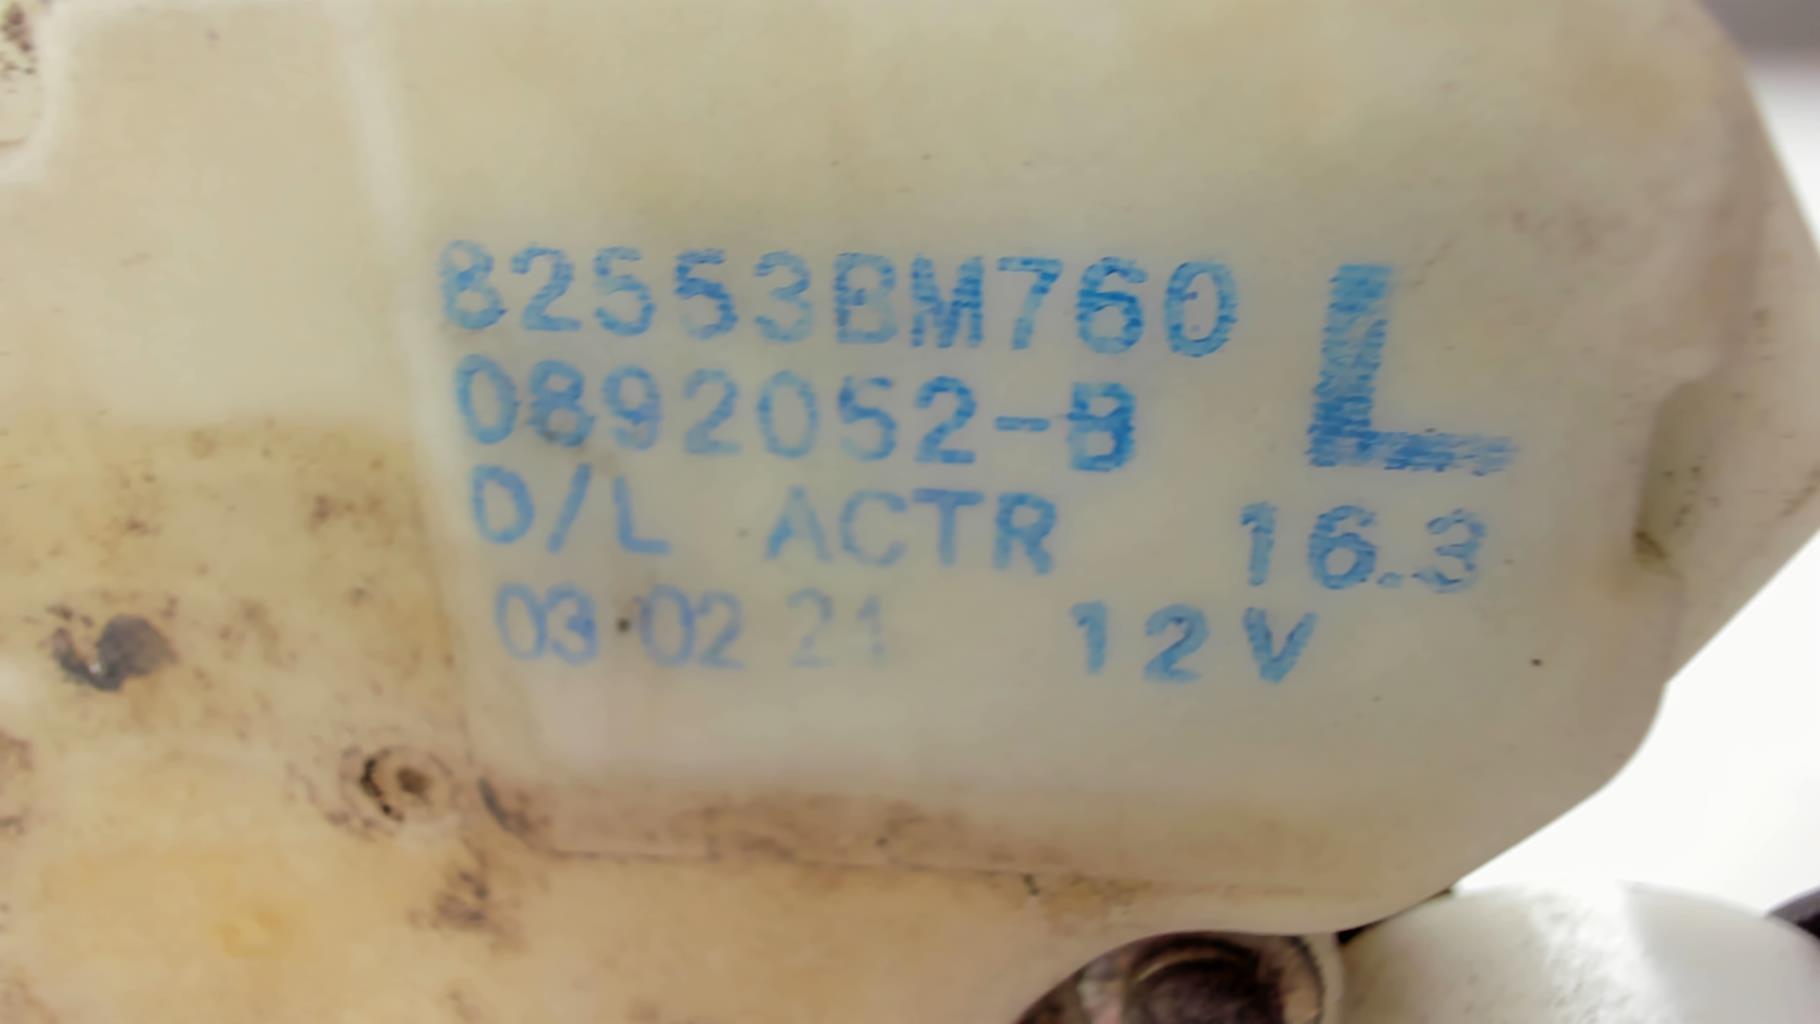 82553BM760 L
0892052-B
D/L ACTR 16.3
03.02 21 12V